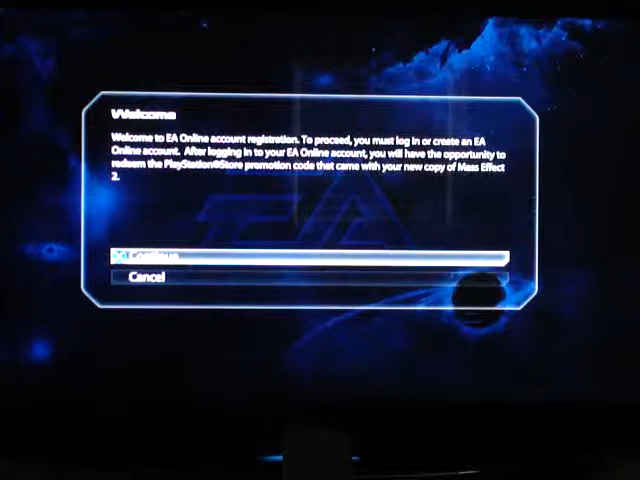 Welcome
Welcome to EA Online account registration. To proceed, you must log in or create an EA
Online account. After logging in to your EA Online account, you will have the opportunity to
redeem the PlayStation®Store promotion code that came with your new copy of Mass Effect
2.
EA
Continue
Cancel